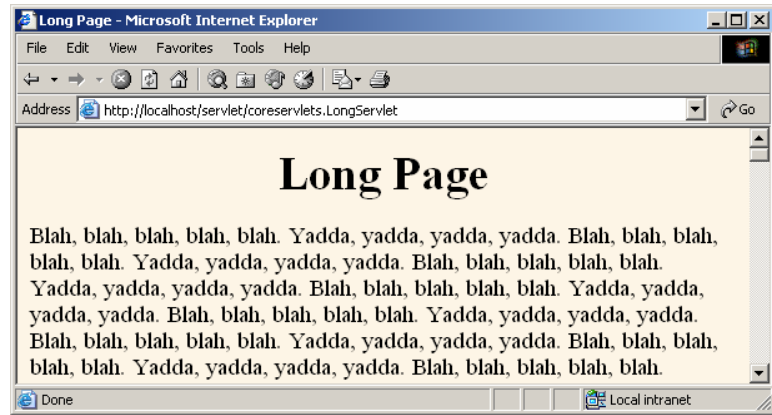 Long Page - Microsoft Internet Explorer
File Edit View Favorites Tools Help
Address http://localhost/servlet/coreservlets.LongServlet Go
Long Page
Blah, blah, blah, blah, blah. Yadda, yadda, yadda, yadda. Blah, blah, blah,
blah, blah. Yadda, yadda, yadda, yadda. Blah, blah, blah, blah, blah.
Yadda, yadda, yadda, yadda. Blah, blah, blah, blah, blah. Yadda, yadda,
yadda, yadda. Blah, blah, blah, blah, blah. Yadda, yadda, yadda, yadda.
Blah, blah, blah, blah, blah. Yadda, yadda, yadda, yadda. Blah, blah, blah,
blah, blah. Yadda, yadda, yadda, yadda. Blah, blah, blah, blah, blah.
Done Local intranet